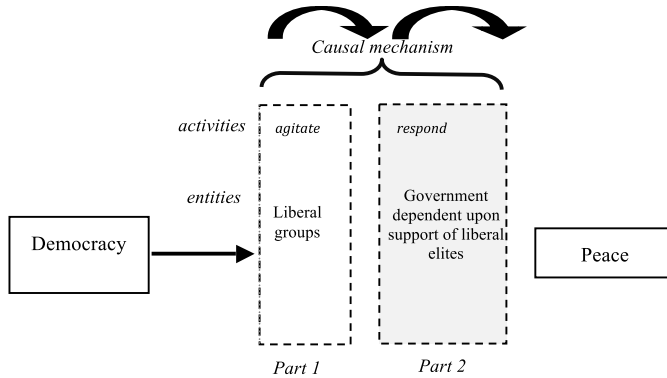 Causal mechanism
activities
agitate
respond
entities
Liberal
groups
Government
dependent upon
support of liberal
elites
Democracy
Peace
Part 1
Part 2